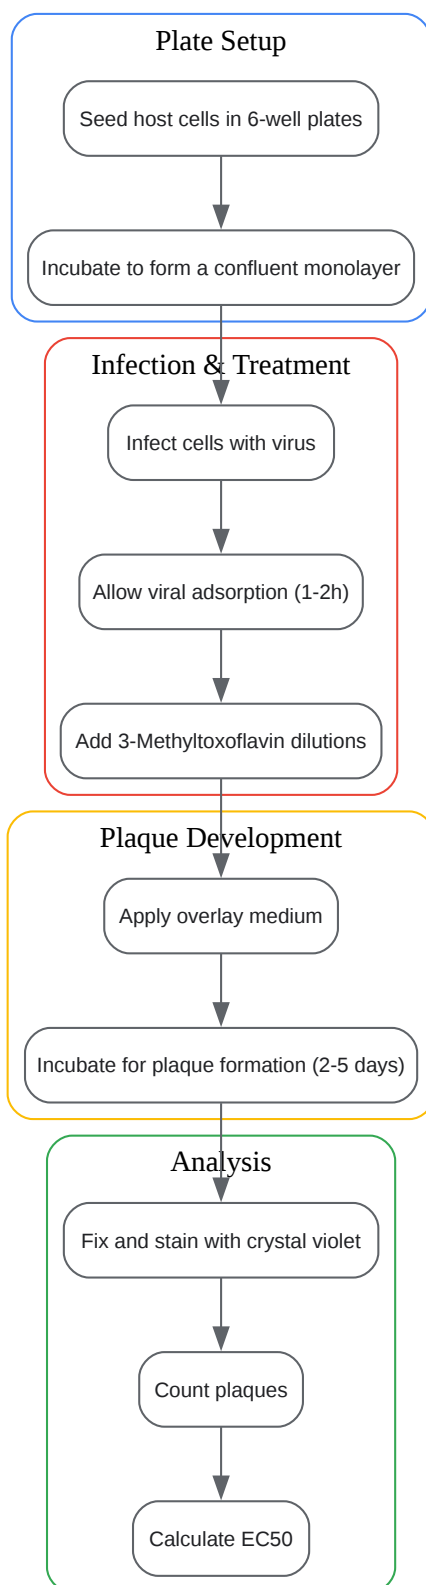 Plate Setup
Seed host cells in 6-well plates
Incubate to form a confluent monolayer
Infection & Treatment
Infect cells with virus
Allow viral adsorption (1-2h)
Add 3-Methyltoxoflavin dilutions
Plaque Development
Apply overlay medium
Incubate for plaque formation (2-5 days)
Analysis
Fix and stain with crystal violet
Count plaques
Calculate EC50